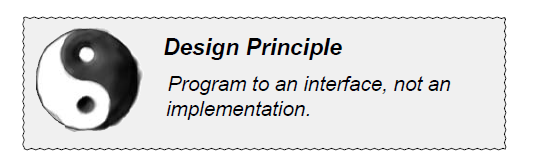 Design Principle
Program to an interface, not an
implementation.